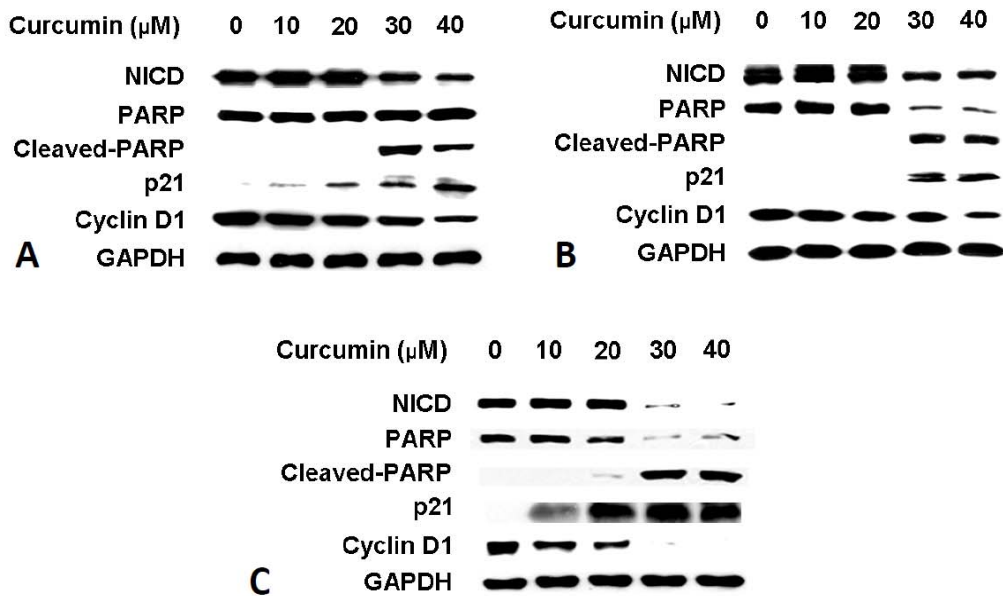 Curcumin (µM) 0 10 20 30 40
NICD
PARP
Cleaved-PARP
p21
Cyclin D1
GAPDH
A
Curcumin (µM) 0 10 20 30 40
NICD
PARP
Cleaved-PARP
p21
Cyclin D1
GAPDH
B
Curcumin (µM) 0 10 20 30 40
NICD
PARP
Cleaved-PARP
p21
Cyclin D1
GAPDH
C